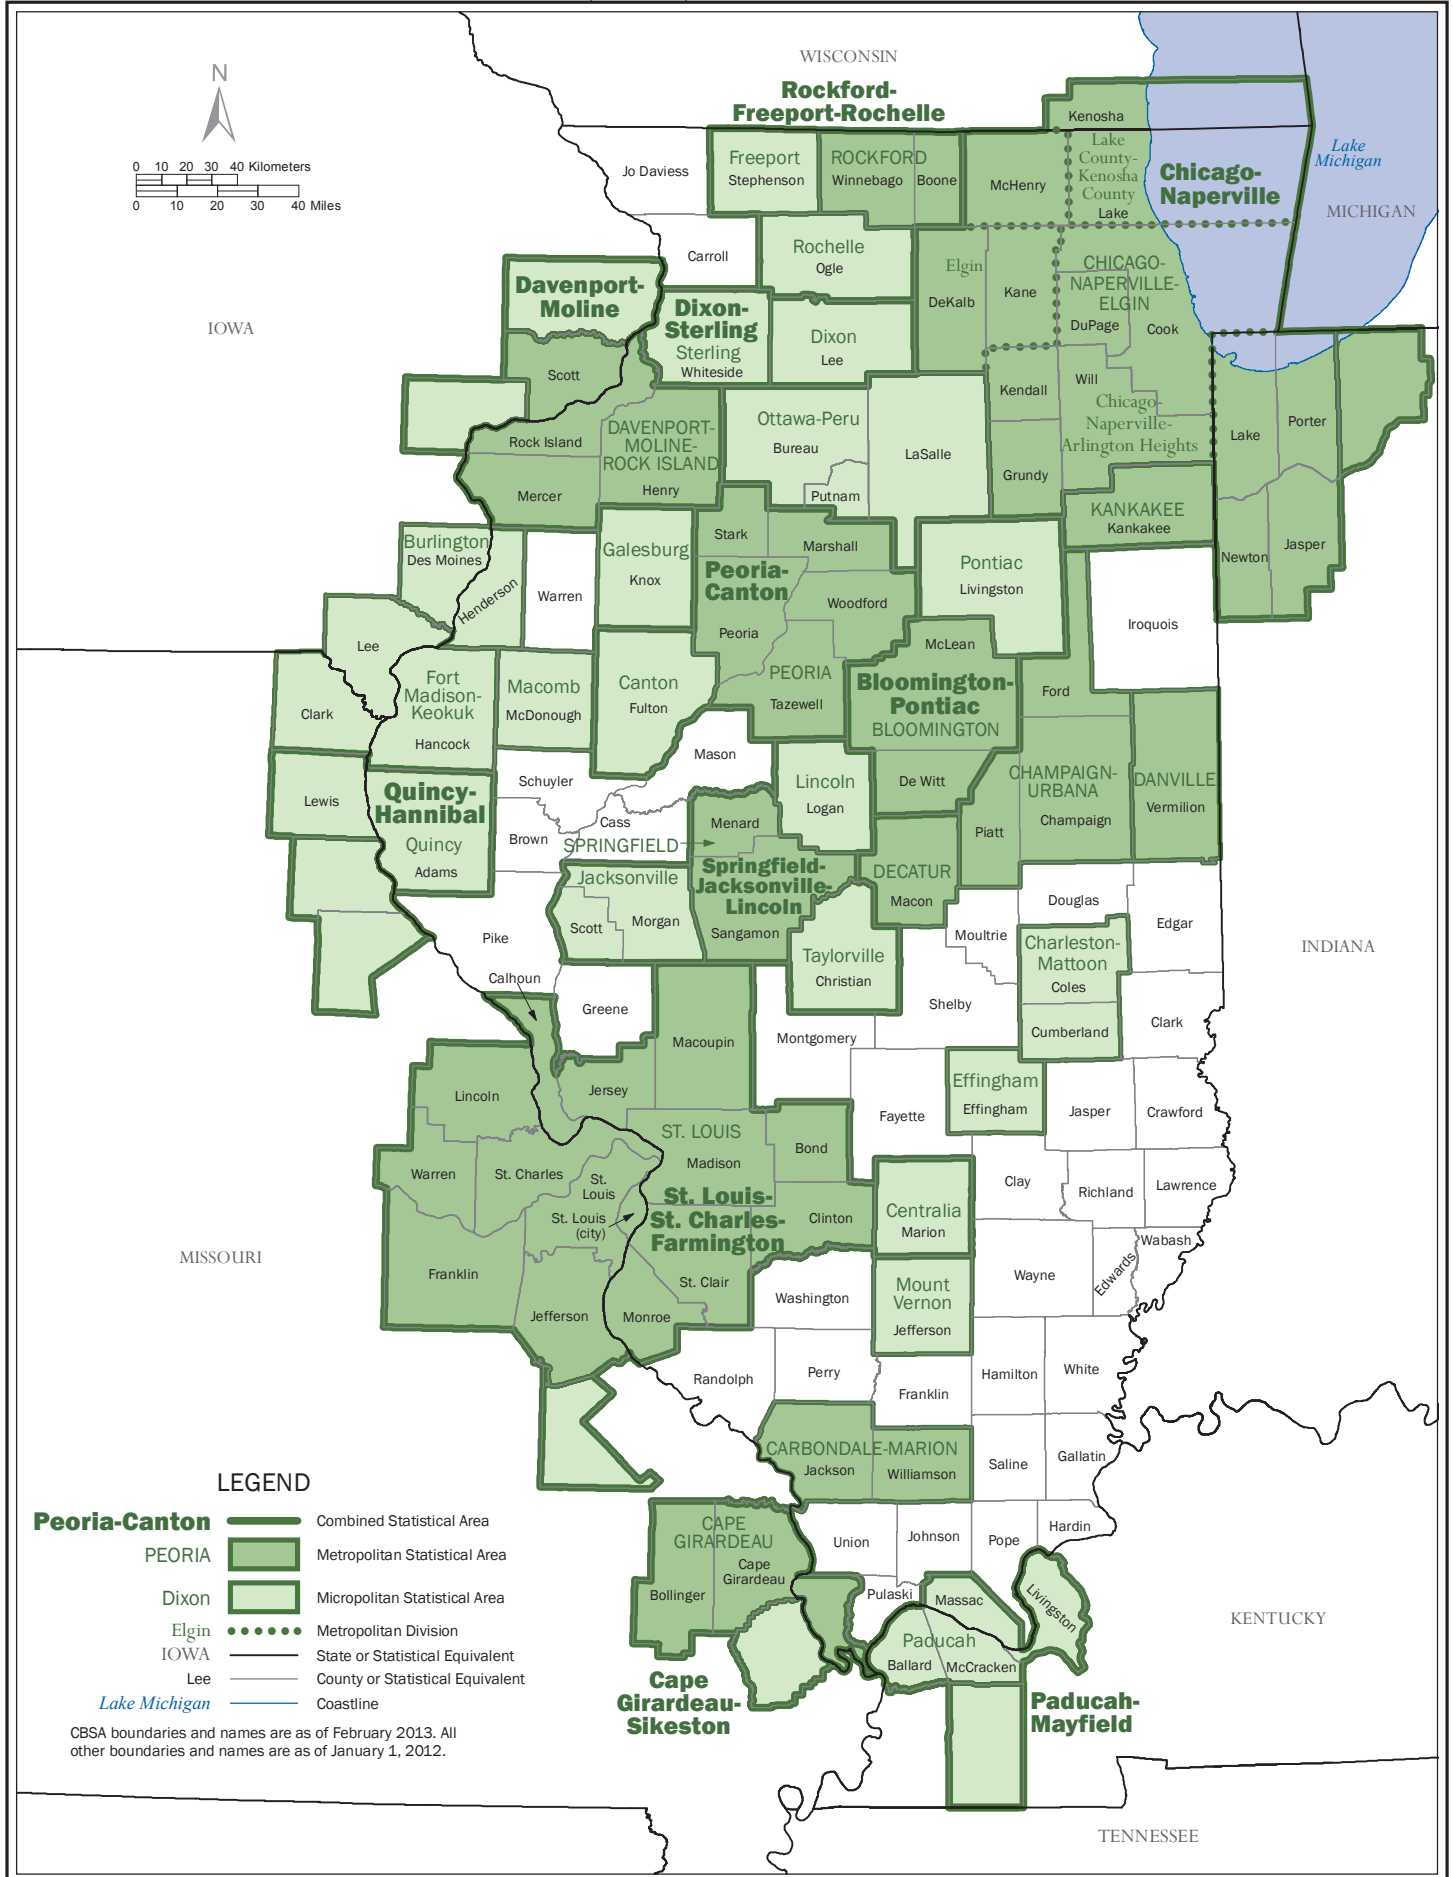 WISCONSIN
N
Rockford-
Freeport-Rochelle
0 10 20 30 40 Kilometers
0 10 20 30 40 Miles
Kenosha
Lake
Michigan
MICHIGAN
Jo Daviess
Freeport
Stephenson
ROCKFORD
Winnebago
Boone
McHenry
Lake
County-
Kenosha
County
Lake
Chicago-
Naperville
Carroll
Rochelle
Ogle
Elgin
DeKalb
Kane
CHICAGO-
NAPERVILLE-
ELGIN
DuPage
Cook
IOWA
Davenport-
Moline
Dixon-
Sterling
Sterling
Whiteside
Dixon
Lee
Scott
Kendall
Will
Chicago-
Naperville-
Arlington Heights
Lake
Porter
Rock Island
DAVENPORT-
MOLINE-
ROCK ISLAND
Henry
Mercer
Ottawa-Peru
Bureau
Putnam
LaSalle
Grundy
KANKAKEE
Kankakee
Newton
Jasper
Burlington
Des Moines
Henderson
Warren
Galesburg
Knox
Stark
Marshall
Peoria-
Canton
Woodford
Peoria
PEORIA
Tazewell
Pontiac
Livingston
Iroquois
Lee
Clark
Fort
Madison-
Keokuk
Hancock
Macomb
McDonough
Canton
Fulton
McLean
Bloomington-
Pontiac
BLOOMINGTON
Ford
Mason
Lewis
Quincy-
Hannibal
Quincy
Adams
Schuyler
Brown
Cass
SPRINGFIELD
Menard
Lincoln
Logan
De Witt
CHAMPAIGN-
URBANA
Champaign
Piatt
DANVILLE
Vermilion
Springfield-
Jacksonville-
Lincoln
Sangamon
Jacksonville
Scott
Morgan
DECATUR
Macon
Douglas
Edgar
INDIANA
Pike
Calhoun
Greene
Taylorville
Christian
Moultrie
Shelby
Charleston-
Mattoon
Coles
Cumberland
Clark
Macoupin
Montgomery
Lincoln
Jersey
Fayette
Effingham
Effingham
Jasper
Crawford
ST. LOUIS
Madison
Bond
Warren
St. Charles
St.
Louis
St. Louis
(city)
St. Louis-
St. Charles-
Farmington
Clinton
Centralia
Marion
Clay
Richland
Lawrence
MISSOURI
Franklin
Jefferson
Monroe
St. Clair
Washington
Mount
Vernon
Jefferson
Wayne
Edwards
Wabash
Randolph
Perry
Franklin
Hamilton
White
CARBONDALE-MARION
Jackson
Williamson
Saline
Gallatin
CAPE
GIRARDEAU
Cape
Girardeau
Bollinger
Union
Johnson
Pope
Hardin
Pulaski
Massac
Livingston
KENTUCKY
Paducah
Ballard
McCracken
Cape
Girardeau-
Sikeston
Paducah-
Mayfield
TENNESSEE
LEGEND
Peoria-Canton Combined Statistical Area
PEORIA Metropolitan Statistical Area
Dixon Micropolitan Statistical Area
Elgin Metropolitan Division
IOWA State or Statistical Equivalent
Lee County or Statistical Equivalent
Lake Michigan Coastline
CBSA boundaries and names are as of February 2013. All
other boundaries and names are as of January 1, 2012.